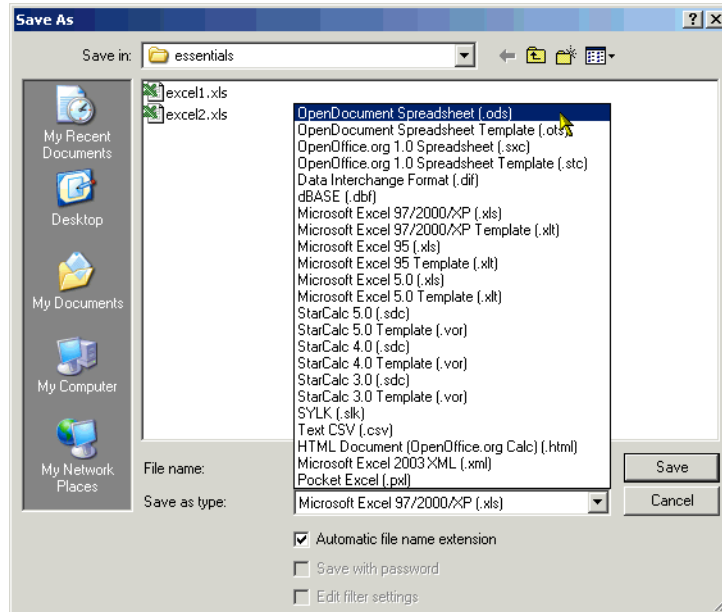 Save As
Save in:
essentials
excel1.xls
excel2.xls
My Recent
Documents
Desktop
My Documents
My Computer
My Network
Places
OpenDocument Spreadsheet (.ods)
OpenDocument Spreadsheet Template (.ots)
OpenOffice.org 1.0 Spreadsheet (.sxc)
OpenOffice.org 1.0 Spreadsheet Template (.stc)
Data Interchange Format (.dif)
dBASE (.dbf)
Microsoft Excel 97/2000/XP (.xls)
Microsoft Excel 97/2000/XP Template (.xlt)
Microsoft Excel 95 (.xls)
Microsoft Excel 95 Template (.xlt)
Microsoft Excel 5.0 (.xls)
Microsoft Excel 5.0 Template (.xlt)
StarCalc 5.0 (.sdc)
StarCalc 5.0 Template (.vor)
StarCalc 4.0 (.sdc)
StarCalc 4.0 Template (.vor)
StarCalc 3.0 (.sdc)
StarCalc 3.0 Template (.vor)
SYLK (.slk)
Text CSV (.csv)
HTML Document (OpenOffice.org Calc) (.html)
Microsoft Excel 2003 XML (.xml)
Pocket Excel (.pxl)
File name:
Save
Save as type:
Microsoft Excel 97/2000/XP (.xls)
Cancel
Automatic file name extension
Save with password
Edit filter settings